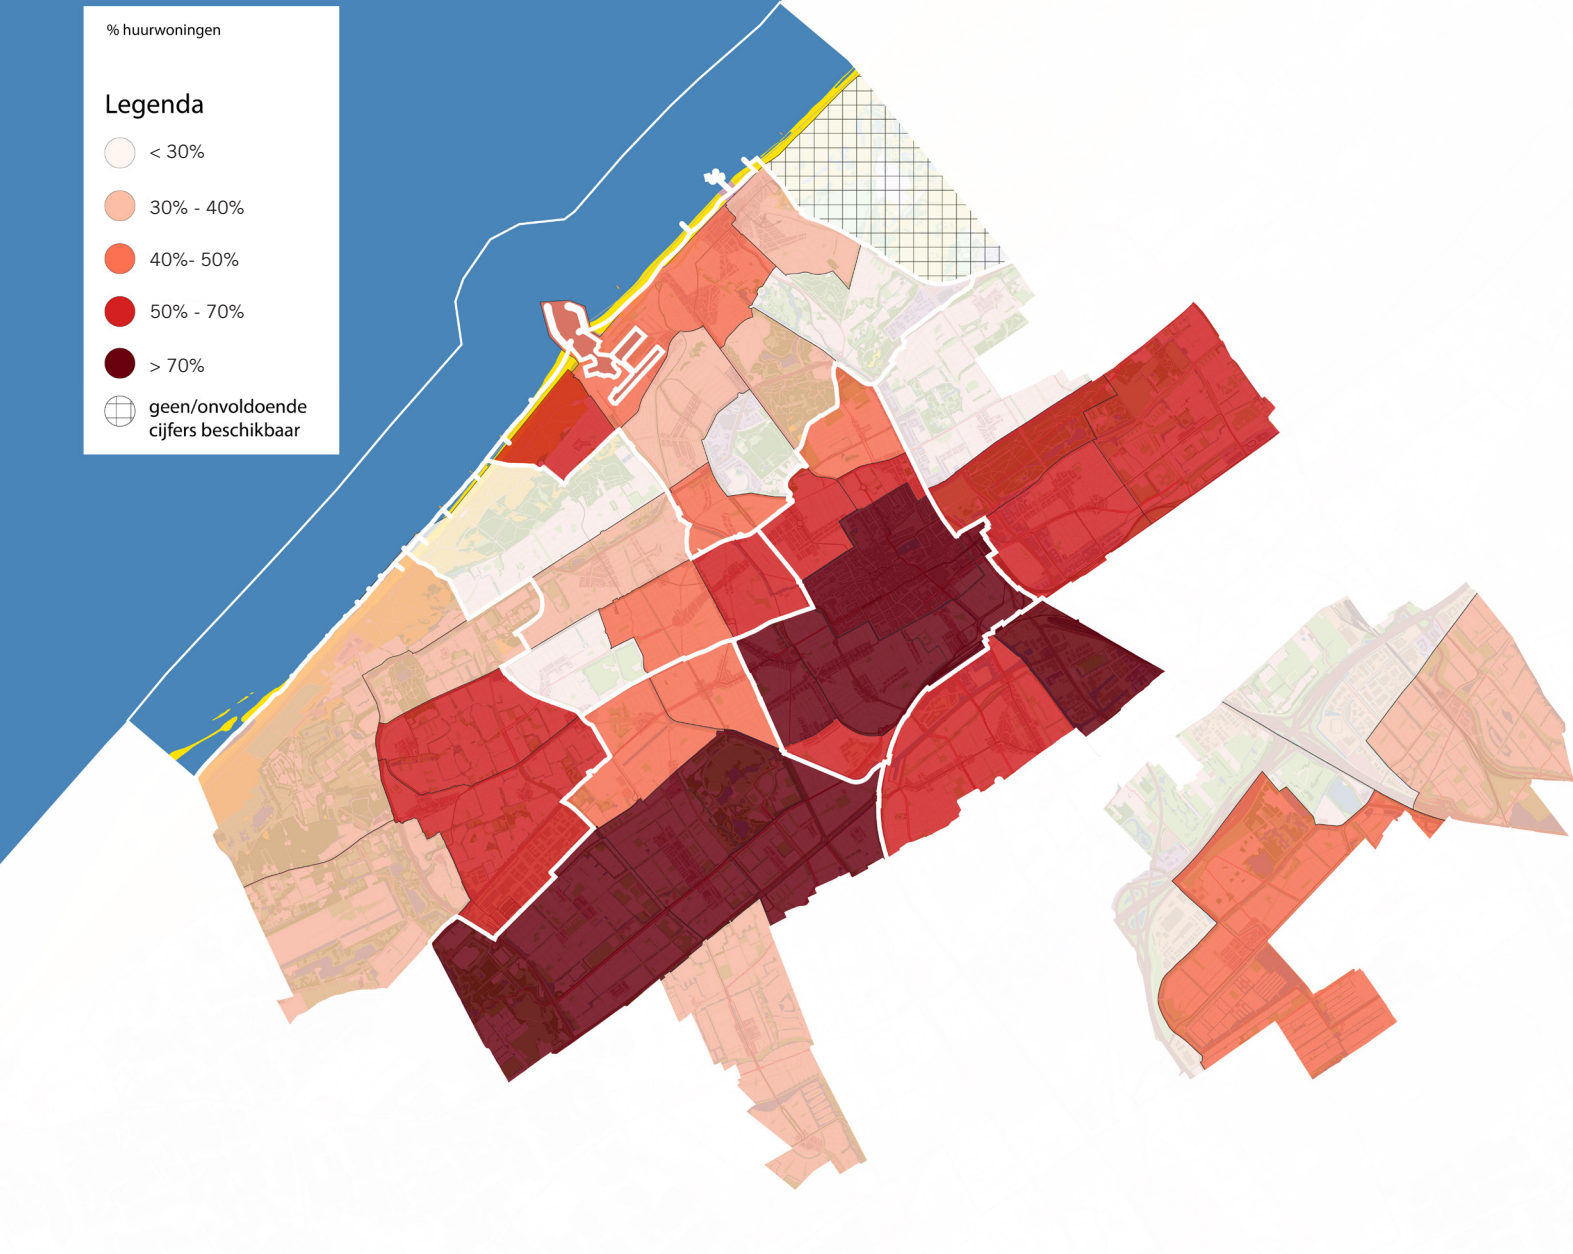 % huurwoningen
Legenda
< 30%
30% - 40%
40%- 50%
50% - 70%
> 70%
geen/onvoldoende
cijfers beschikbaar